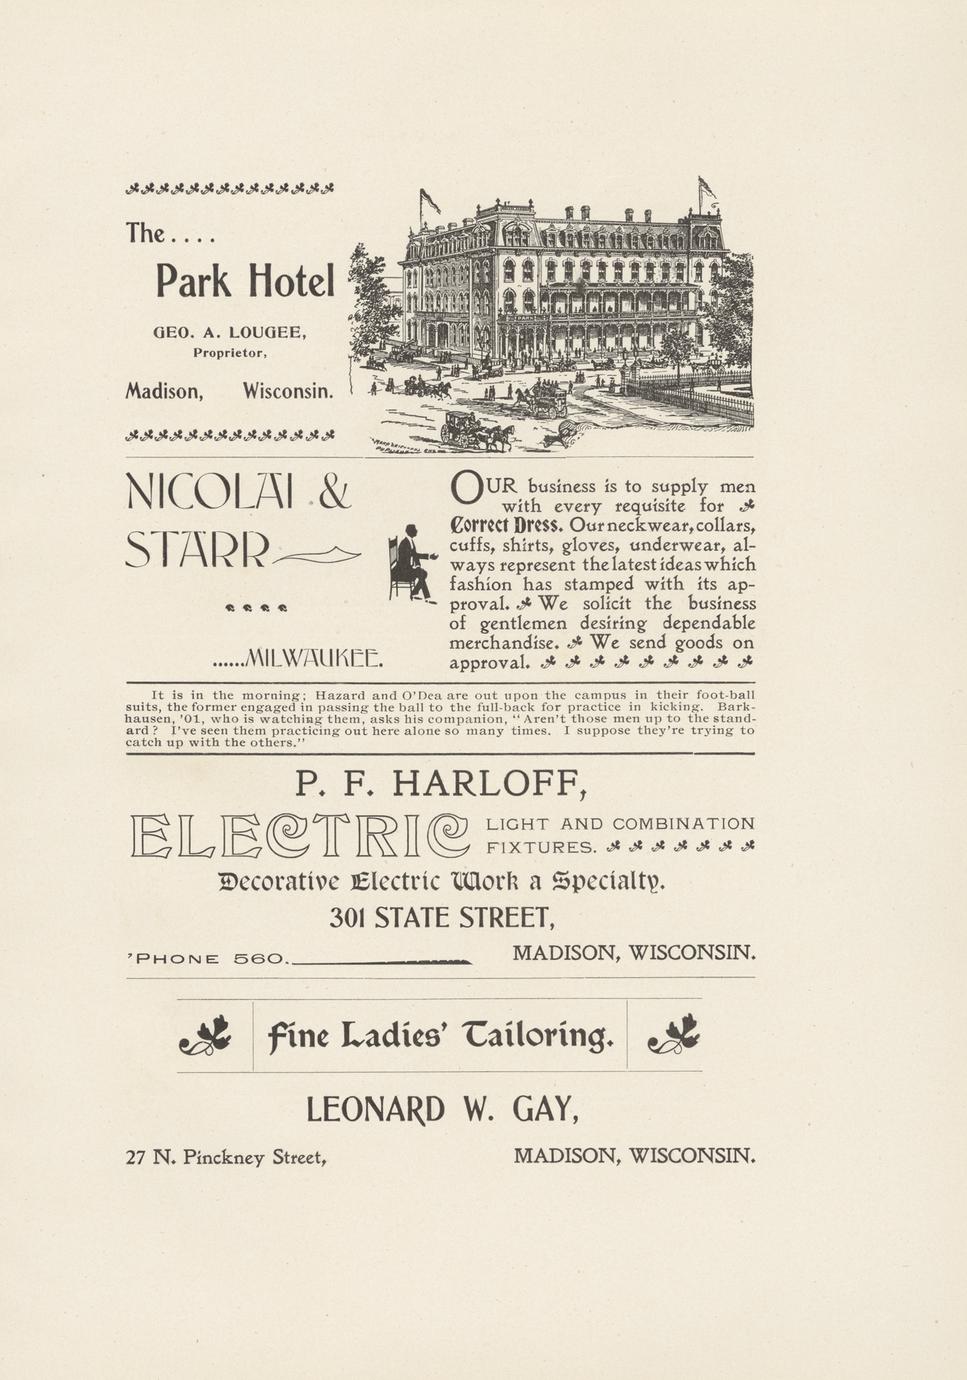 The....
Park Hotel
GEO. A. LOUGEE,
Proprietor,
Madison, Wisconsin.
NICOLAI &
STARR
......MILWAUKEE.
OUR business is to supply men
with every requisite for
Correct Dress. Our neckwear, collars,
cuffs, shirts, gloves, underwear, al-
ways represent the latest ideas which
fashion has stamped with its ap-
proval. We solicit the business
of gentlemen desiring dependable
merchandise. We send goods on
approval.
It is in the morning; Hazard and O'Dea are out upon the campus in their foot-ball
suits, the former engaged in passing the ball to the full-back for practice in kicking. Bark-
hausen, '01, who is watching them, asks his companion, "Aren't those men up to the stand-
ard? I've seen them practicing out here alone so many times. I suppose they're trying to
catch up with the others."
P. F. HARLOFF,
ELECTRIC LIGHT AND COMBINATION
FIXTURES.
Decorative Electric Work a Specialty.
301 STATE STREET,
'PHONE 560. MADISON, WISCONSIN.
Fine Ladies' Tailoring.
LEONARD W. GAY,
27 N. Pinckney Street, MADISON, WISCONSIN.